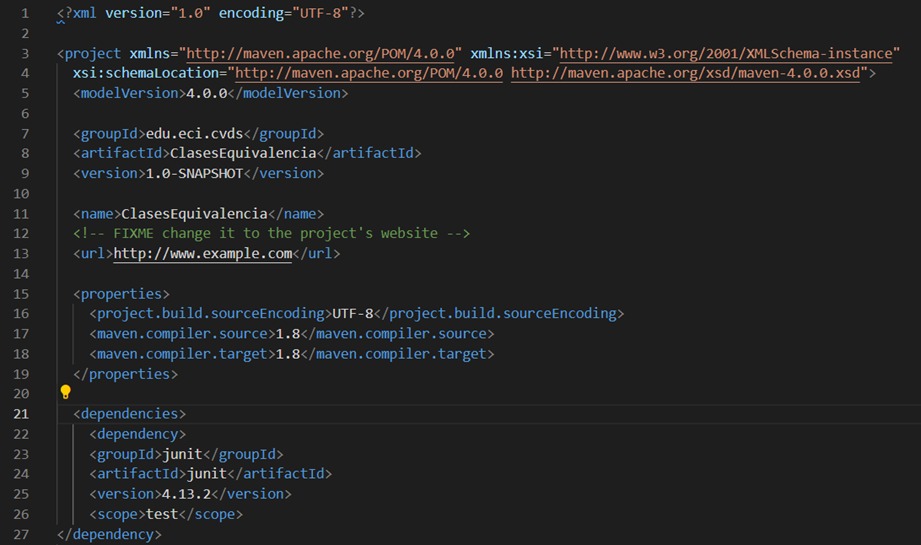 1 <?xml version="1.0" encoding="UTF-8"?>
2
3 <project xmlns="http://maven.apache.org/POM/4.0.0" xmlns:xsi="http://www.w3.org/2001/XMLSchema-instance"
4 xsi:schemaLocation="http://maven.apache.org/POM/4.0.0 http://maven.apache.org/xsd/maven-4.0.0.xsd">
5 <modelVersion>4.0.0</modelVersion>
6
7 <groupId>edu.eci.cvds</groupId>
8 <artifactId>ClasesEquivalencia</artifactId>
9 <version>1.0-SNAPSHOT</version>
10
11 <name>ClasesEquivalencia</name>
12 <!-- FIXME change it to the project's website -->
13 <url>http://www.example.com</url>
14
15 <properties>
16 <project.build.sourceEncoding>UTF-8</project.build.sourceEncoding>
17 <maven.compiler.source>1.8</maven.compiler.source>
18 <maven.compiler.target>1.8</maven.compiler.target>
19 </properties>
20
21 <dependencies>
22 <dependency>
23 <groupId>junit</groupId>
24 <artifactId>junit</artifactId>
25 <version>4.13.2</version>
26 <scope>test</scope>
27 </dependency>